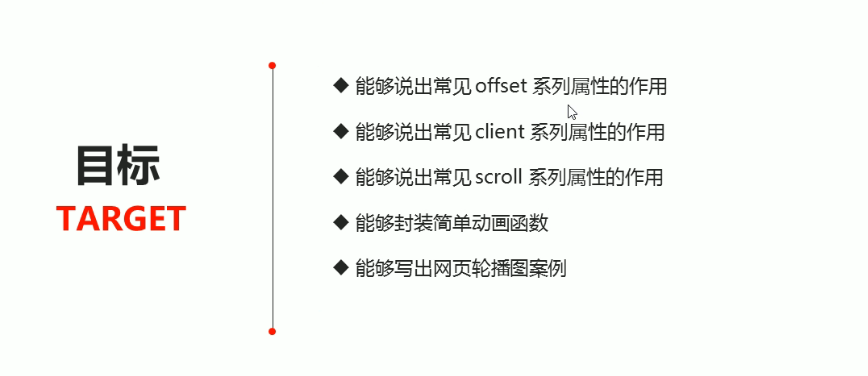 目标
TARGET
◆ 能够说出常见 offset 系列属性的作用
◆ 能够说出常见 client 系列属性的作用
◆ 能够说出常见 scroll 系列属性的作用
◆ 能够封装简单动画函数
◆ 能够写出网页轮播图案例